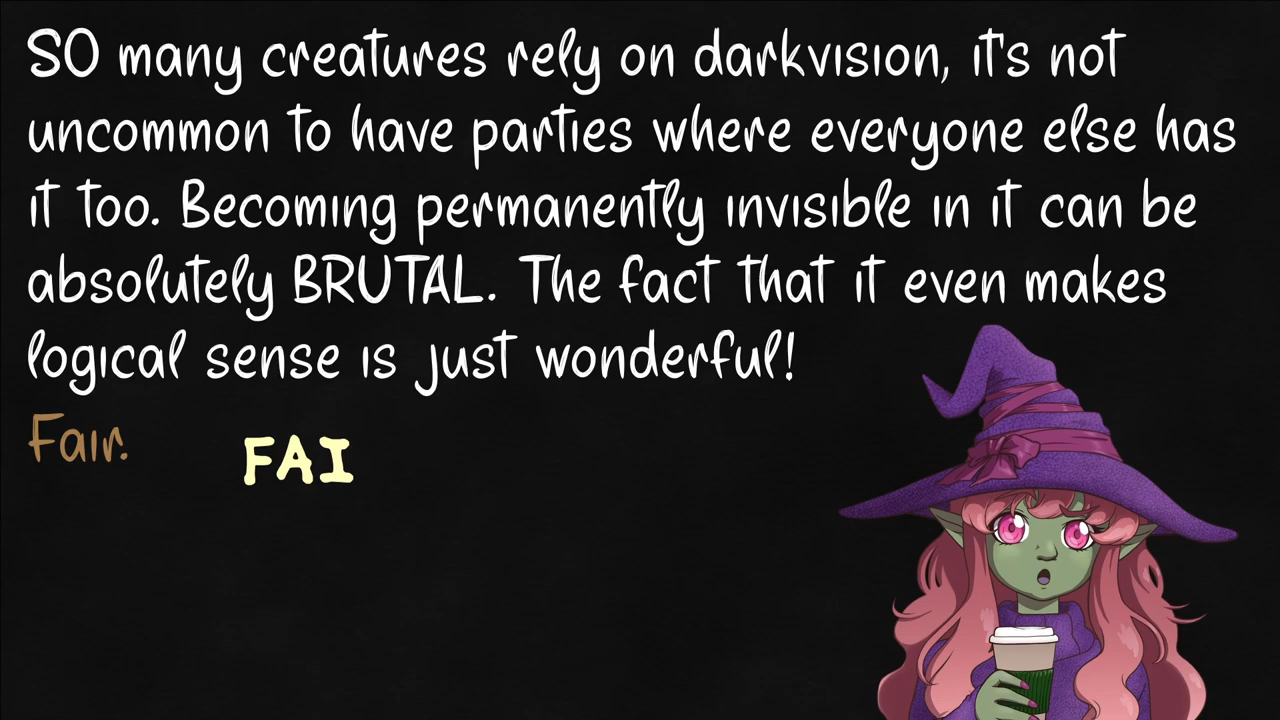 SO many creatures rely on darkvision, it's not
uncommon to have parties where everyone else has
it too. Becoming permanently invisible in it can be
absolutely BRUTAL. The fact that it even makes
logical sense is just wonderful!
Fair. FAI